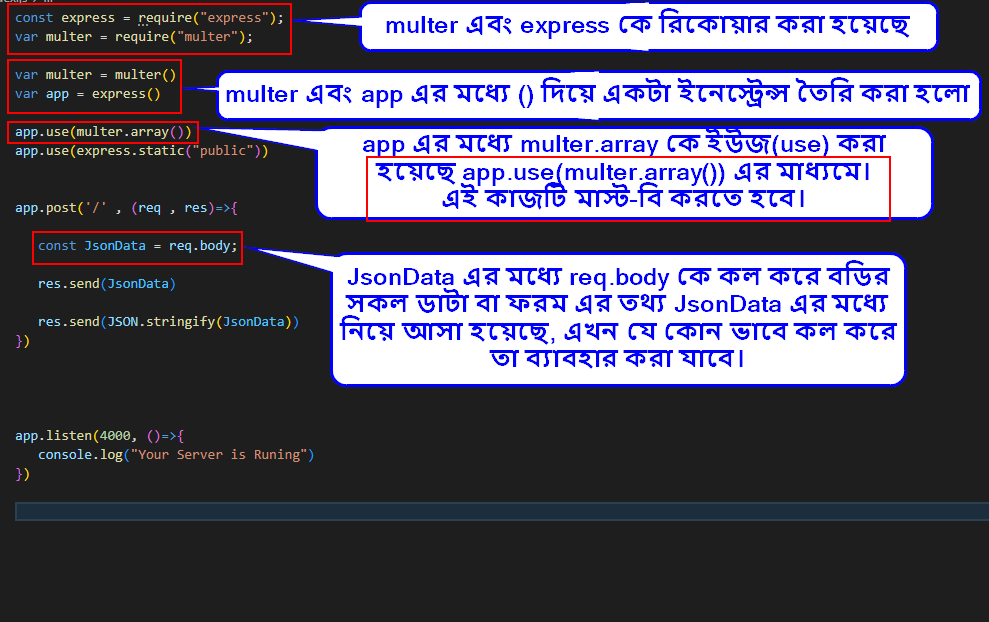 const express = require("express");
var multer = require("multer");
multer এবং express কে রিকোয়ার করা হয়েছে
var multer = multer()
var app = express()
multer এবং app এর মধ্যে () দিয়ে একটা ইনেস্ট্রেন্স তৈরি করা হলো
app.use(multer.array())
app.use(express.static("public"))
app এর মধ্যে multer.array কে ইউজ(use) করা
হয়েছে app.use(multer.array()) এর মাধ্যমে।
এই কাজটি মাস্ট-বি করতে হবে।
app.post('/' , (req , res)=>{
const JsonData = req.body;
res.send(JsonData)
res.send(JSON.stringify(JsonData))
})
JsonData এর মধ্যে req.body কে কল করে বডির
সকল ডাটা বা ফরম এর তথ্য JsonData এর মধ্যে
নিয়ে আসা হয়েছে, এখন যে কোন ভাবে কল করে
তা ব্যাবহার করা যাবে।
app.listen(4000, ()=>{
console.log("Your Server is Runing")
})